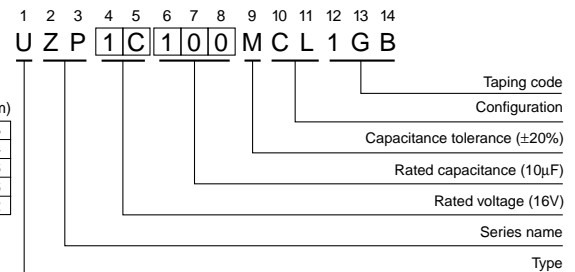 1 2 3 4 5 6 7 8 9 10 11 12 13 14
U Z P 1 C 1 0 0 M C L 1 G B
Taping code
Configuration
Capacitance tolerance (±20%)
Rated capacitance (10µF)
Rated voltage (16V)
Series name
Type